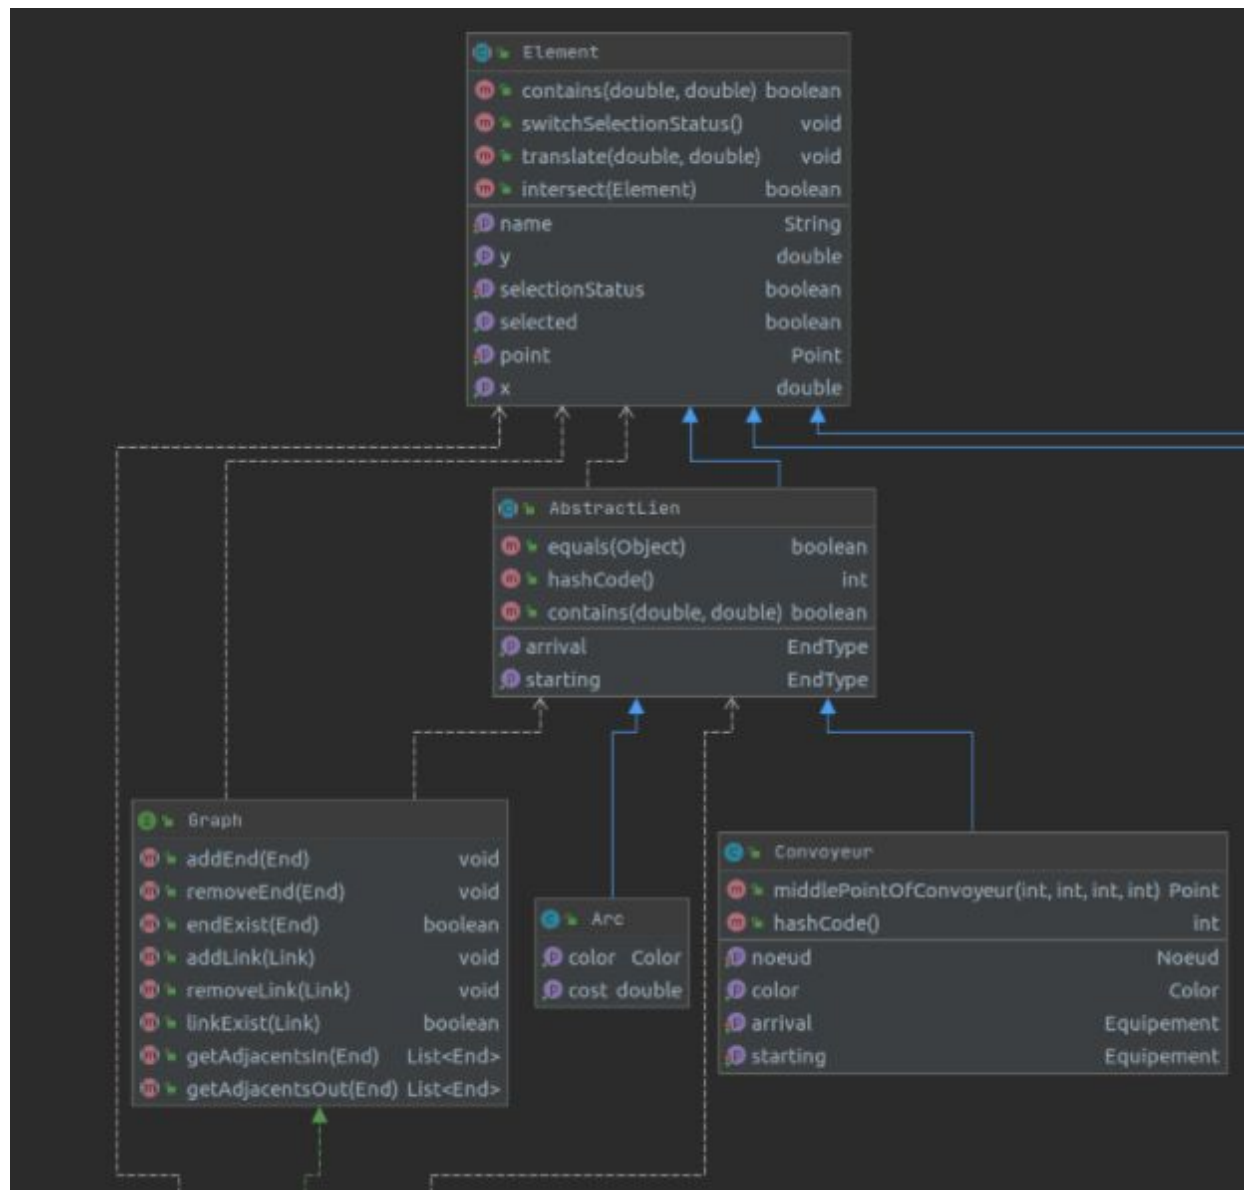 Element
contains(double, double) boolean
switchSelectionStatus() void
translate(double, double) void
intersect(Element) boolean
name String
y double
selectionStatus boolean
selected boolean
point Point
x double
AbstractLien
equals(Object) boolean
hashCode() int
contains(double, double) boolean
arrival EndType
starting EndType
Graph
addEnd(End) void
removeEnd(End) void
endExist(End) boolean
addLink(Link) void
removeLink(Link) void
linkExist(Link) boolean
getAdjacentsIn(End) List<End>
getAdjacentsOut(End) List<End>
Arc
color Color
cost double
Convoyeur
middlePointOfConvoyeur(int, int, int, int) Point
hashCode() int
noeud Noeud
color Color
arrival Equipement
starting Equipement